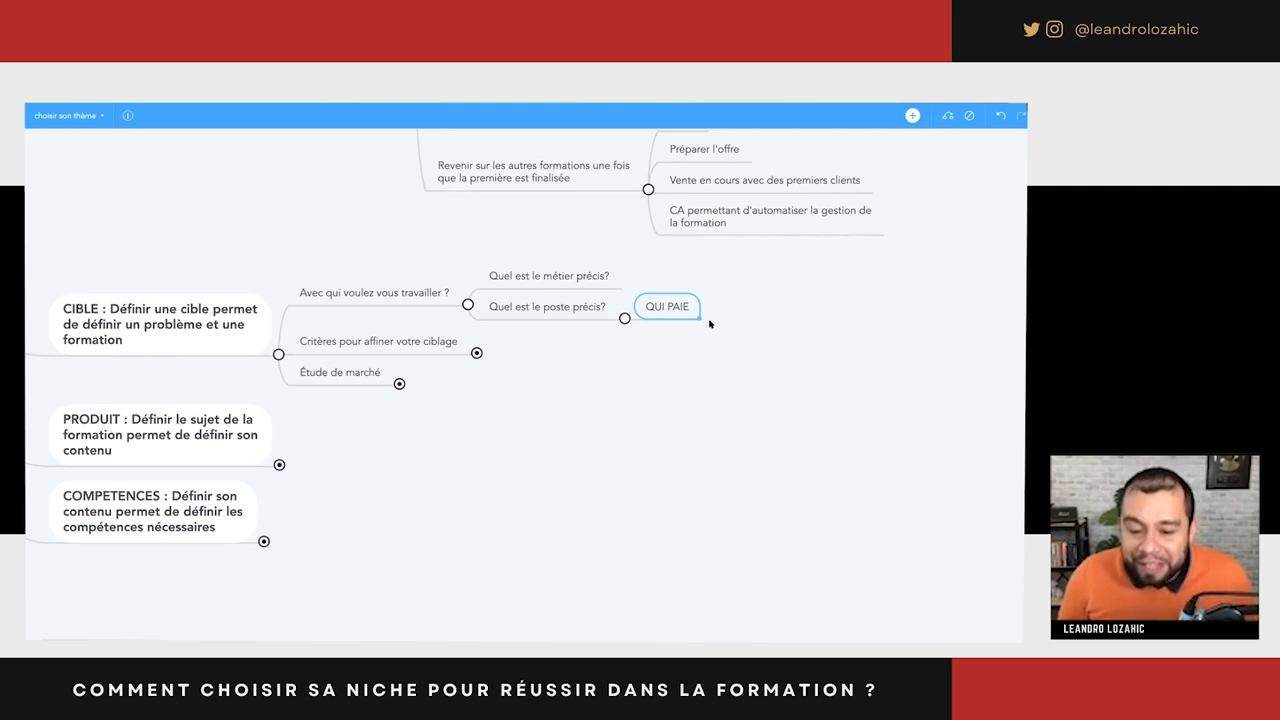 @leandrolozahic
choisir son thème
Préparer l'offre
Revenir sur les autres formations une fois
que la première est finalisée
Vente en cours avec des premiers clients
CA permettant d'automatiser la gestion de
la formation
Quel est le métier précis?
Avec qui voulez vous travailler ?
Quel est le poste précis?
QUI PAIE
CIBLE : Définir une cible permet
de définir un problème et une
formation
Critères pour affiner votre ciblage
Étude de marché
PRODUIT : Définir le sujet de la
formation permet de définir son
contenu
COMPETENCES : Définir son
contenu permet de définir les
compétences nécessaires
LEANDRO LOZAHIC
COMMENT CHOISIR SA NICHE POUR RÉUSSIR DANS LA FORMATION ?